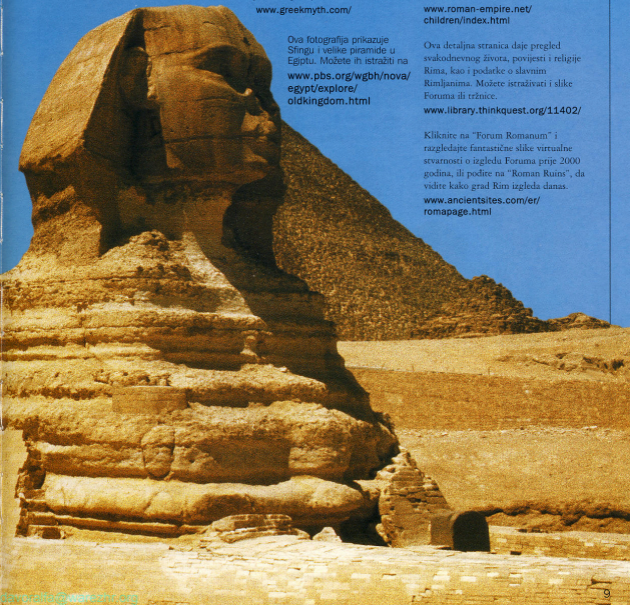 www.greekmyth.com/
Ova fotografija prikazuje
Sfingu i velike piramide u
Egiptu. Možete ih istražiti na
www.pbs.org/wgbh/nova/
egypt/explore/
oldkingdom.html
www.roman-empire.net/
children/index.html
Ova detaljna stranica daje pregled
svakodnevnog života, povijesti i religije
Rima, kao i podatke o slavnim
Rimljanima. Možete istraživati i slike
Foruma ili tržnice.
www.library.thinkquest.org/11402/
Kliknite na "Forum Romanum" i
razgledajte fantastične slike virtualne
stvarnosti o izgledu Foruma prije 2000
godina, ili pođite na "Roman Ruins", da
vidite kako grad Rim izgleda danas.
www.ancientsites.com/er/
romapage.html
9